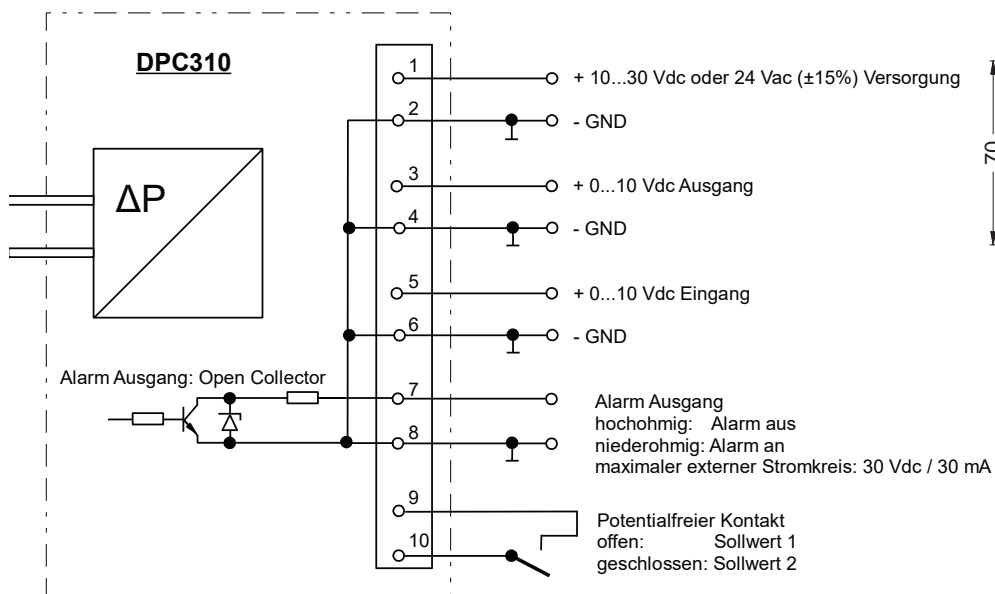 DPC310
ΔP
1
+ 10...30 Vdc oder 24 Vac (±15%) Versorgung
2
- GND
3
+ 0...10 Vdc Ausgang
4
- GND
5
+ 0...10 Vdc Eingang
6
- GND
Alarm Ausgang: Open Collector
7
8
Alarm Ausgang
hochohmig: Alarm aus
niederohmig: Alarm an
maximaler externer Stromkreis: 30 Vdc / 30 mA
9
10
Potentialfreier Kontakt
offen: Sollwert 1
geschlossen: Sollwert 2
70